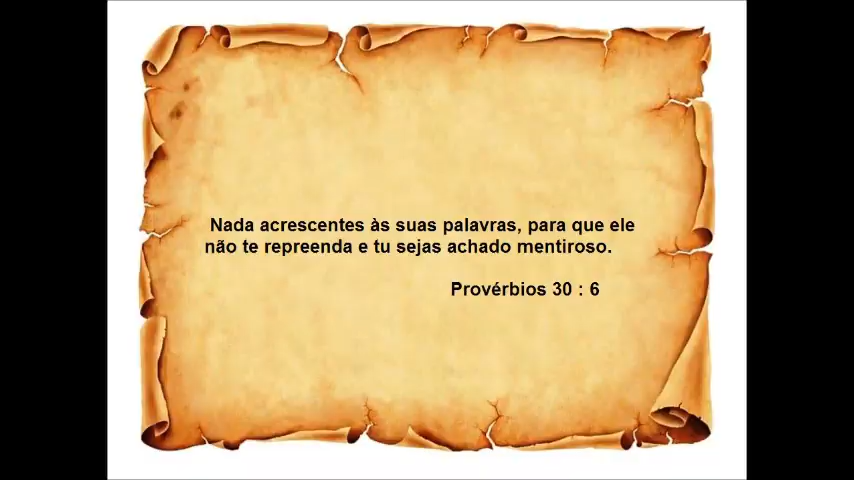 Nada acrescentes às suas palavras, para que ele
não te repreenda e tu sejas achado mentiroso.
Provérbios 30 : 6